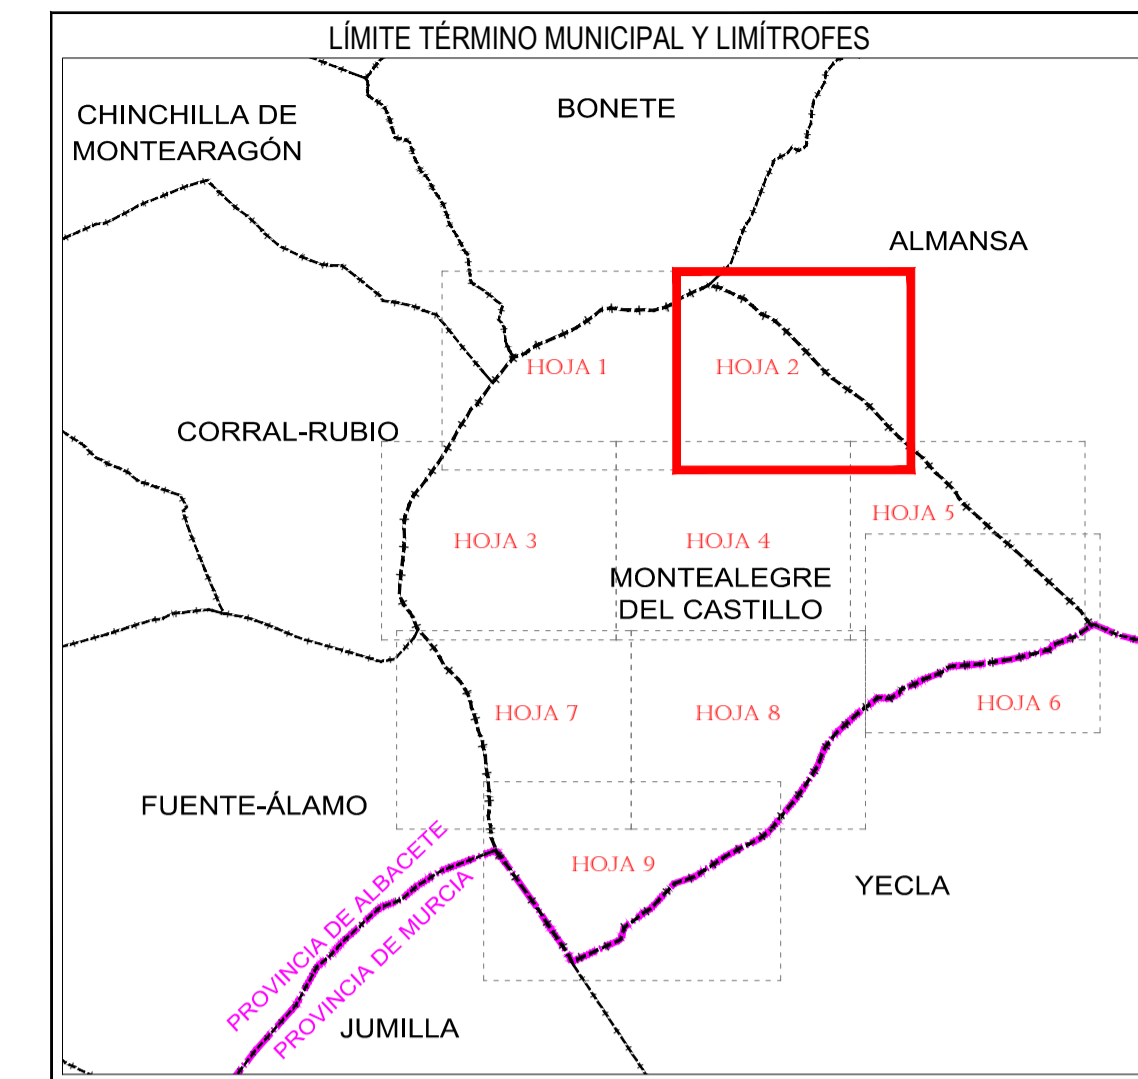 LÍMITE TÉRMINO MUNICIPAL Y LIMÍTROFES
CHINCHILLA DE
MONTEARAGÓN
BONETE
ALMANSA
HOJA 1
HOJA 2
CORRAL-RUBIO
HOJA 3
HOJA 4
HOJA 5
MONTEALEGRE
DEL CASTILLO
HOJA 7
HOJA 8
HOJA 6
FUENTE-ÁLAMO
HOJA 9
YECLA
PROVINCIA DE ALBACETE
PROVINCIA DE MURCIA
JUMILLA